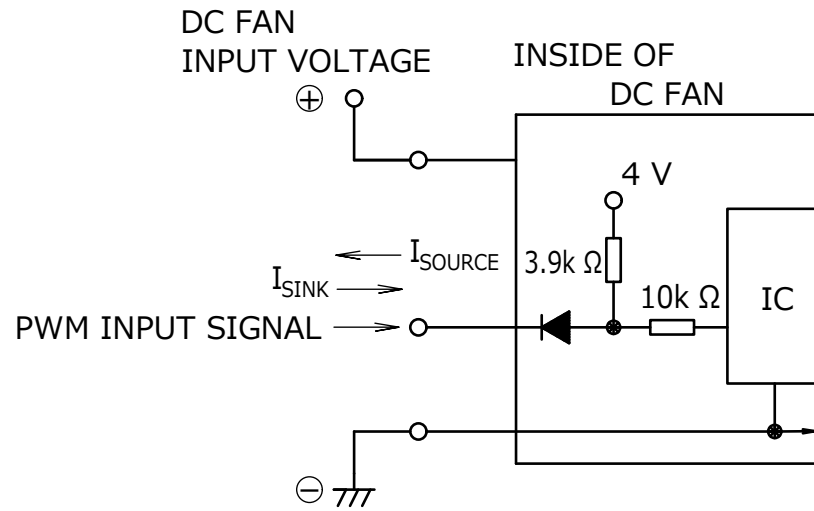 DC FAN
INPUT VOLTAGE
INSIDE OF
DC FAN
⊕
4 V
I_SOURCE
3.9k Ω
I_SINK
10k Ω
IC
PWM INPUT SIGNAL
⊖